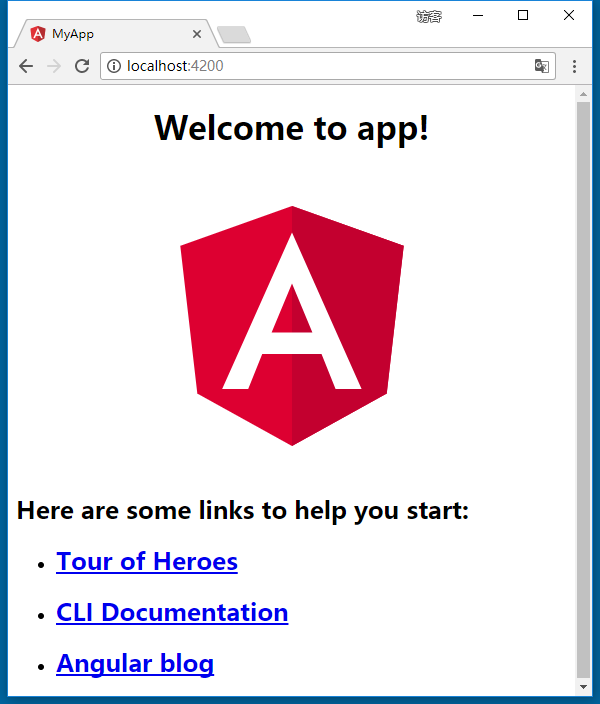 访客
MyApp
localhost:4200
Welcome to app!
A
Here are some links to help you start:
Tour of Heroes
CLI Documentation
Angular blog